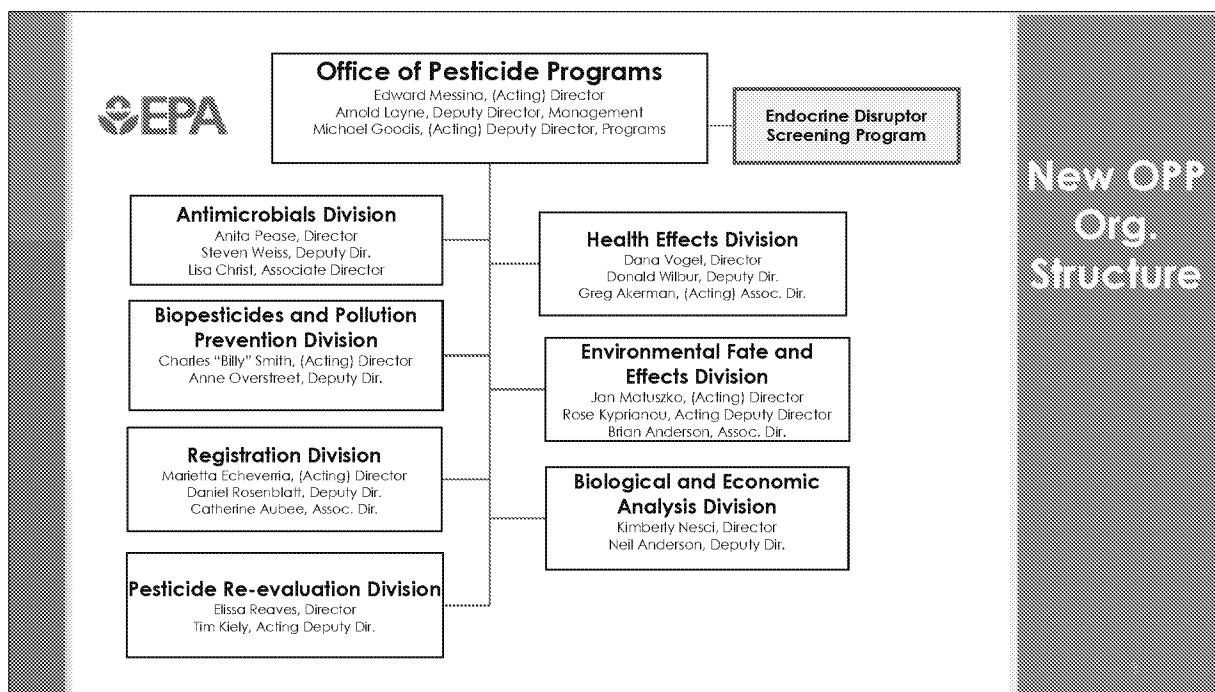 Office of Pesticide Programs
Edward Messina, (Acting) Director
Arnold Layne, Deputy Director, Management
Michael Goodis, (Acting) Deputy Director, Programs
EPA
Endocrine Disruptor
Screening Program
New OPP
Org.
Structure
Antimicrobials Division
Anita Pease, Director
Steven Weiss, Deputy Dir.
Lisa Christ, Associate Director
Health Effects Division
Dana Vogel, Director
Donald Wilbur, Deputy Dir.
Greg Akerman, (Acting) Assoc. Dir.
Biopesticides and Pollution
Prevention Division
Charles "Billy" Smith, (Acting) Director
Anne Overstreet, Deputy Dir.
Environmental Fate and
Effects Division
Jan Matuszko, (Acting) Director
Rose Kyprianou, Acting Deputy Director
Brian Anderson, Assoc. Dir.
Registration Division
Marietta Echeverria, (Acting) Director
Daniel Rosenblatt, Deputy Dir.
Catherine Aubee, Assoc. Dir.
Biological and Economic
Analysis Division
Kimberly Nesci, Director
Neil Anderson, Deputy Dir.
Pesticide Re-evaluation Division
Elissa Reaves, Director
Tim Kiely, Acting Deputy Dir.